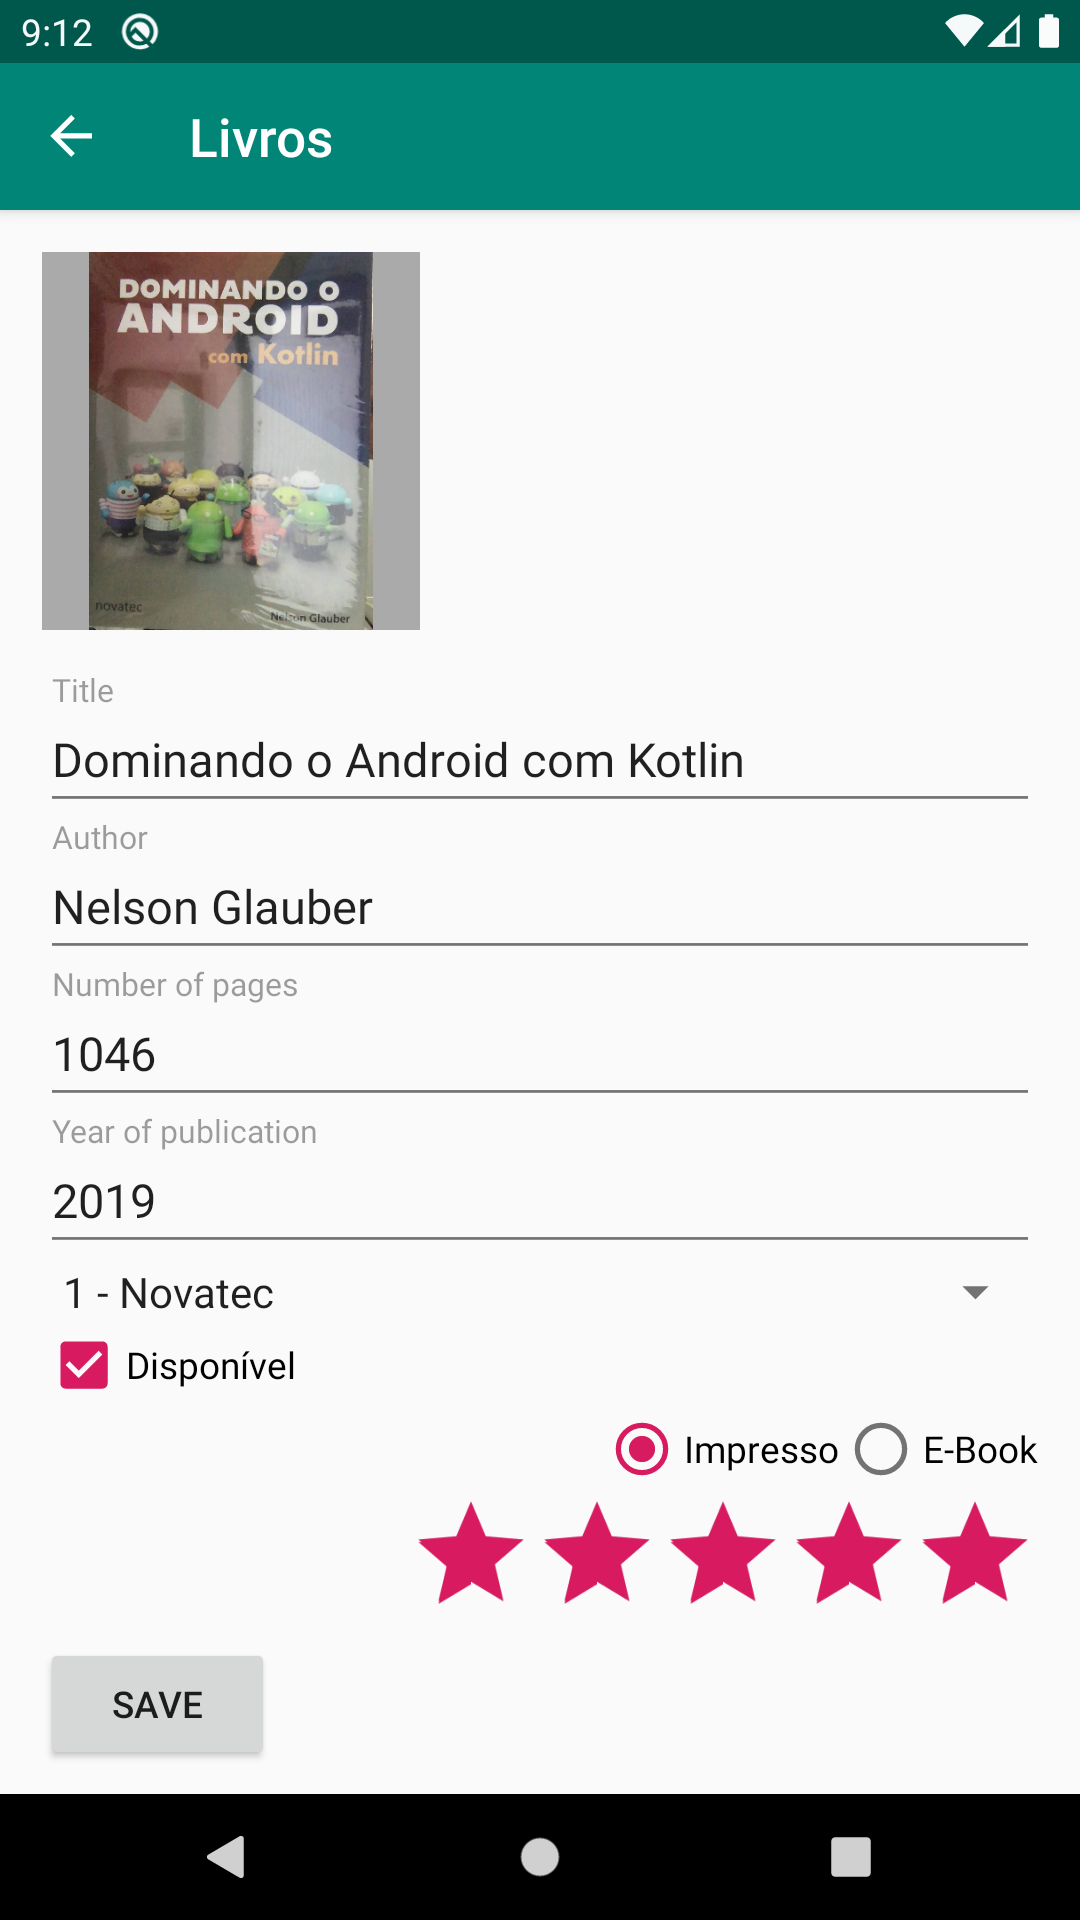 9:12
Livros
DOMINANDO O
ANDROID
com Kotlin
novatec
Nelson Glauber
Title
Dominando o Android com Kotlin
Author
Nelson Glauber
Number of pages
1046
Year of publication
2019
1 - Novatec
Disponível
Impresso E-Book
SAVE